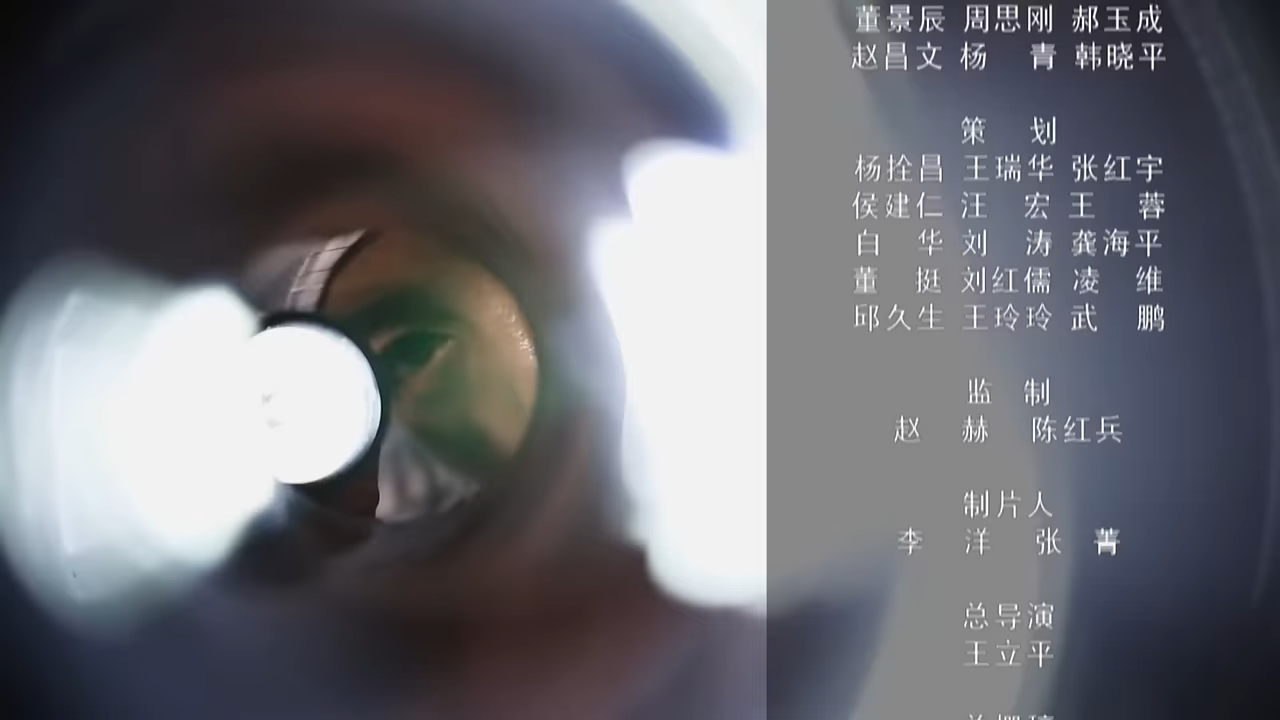 董景辰 周思刚 郝玉成
赵昌文 杨 青 韩晓平
策 划
杨拴昌 王瑞华 张红宇
侯建仁 汪 宏 王 蓉
白 华 刘 涛 龚海平
董 挺 刘红儒 凌 维
邱久生 王玲玲 武 鹏
监 制
赵 赫 陈红兵
制片人
李 洋 张 菁
总导演
王立平